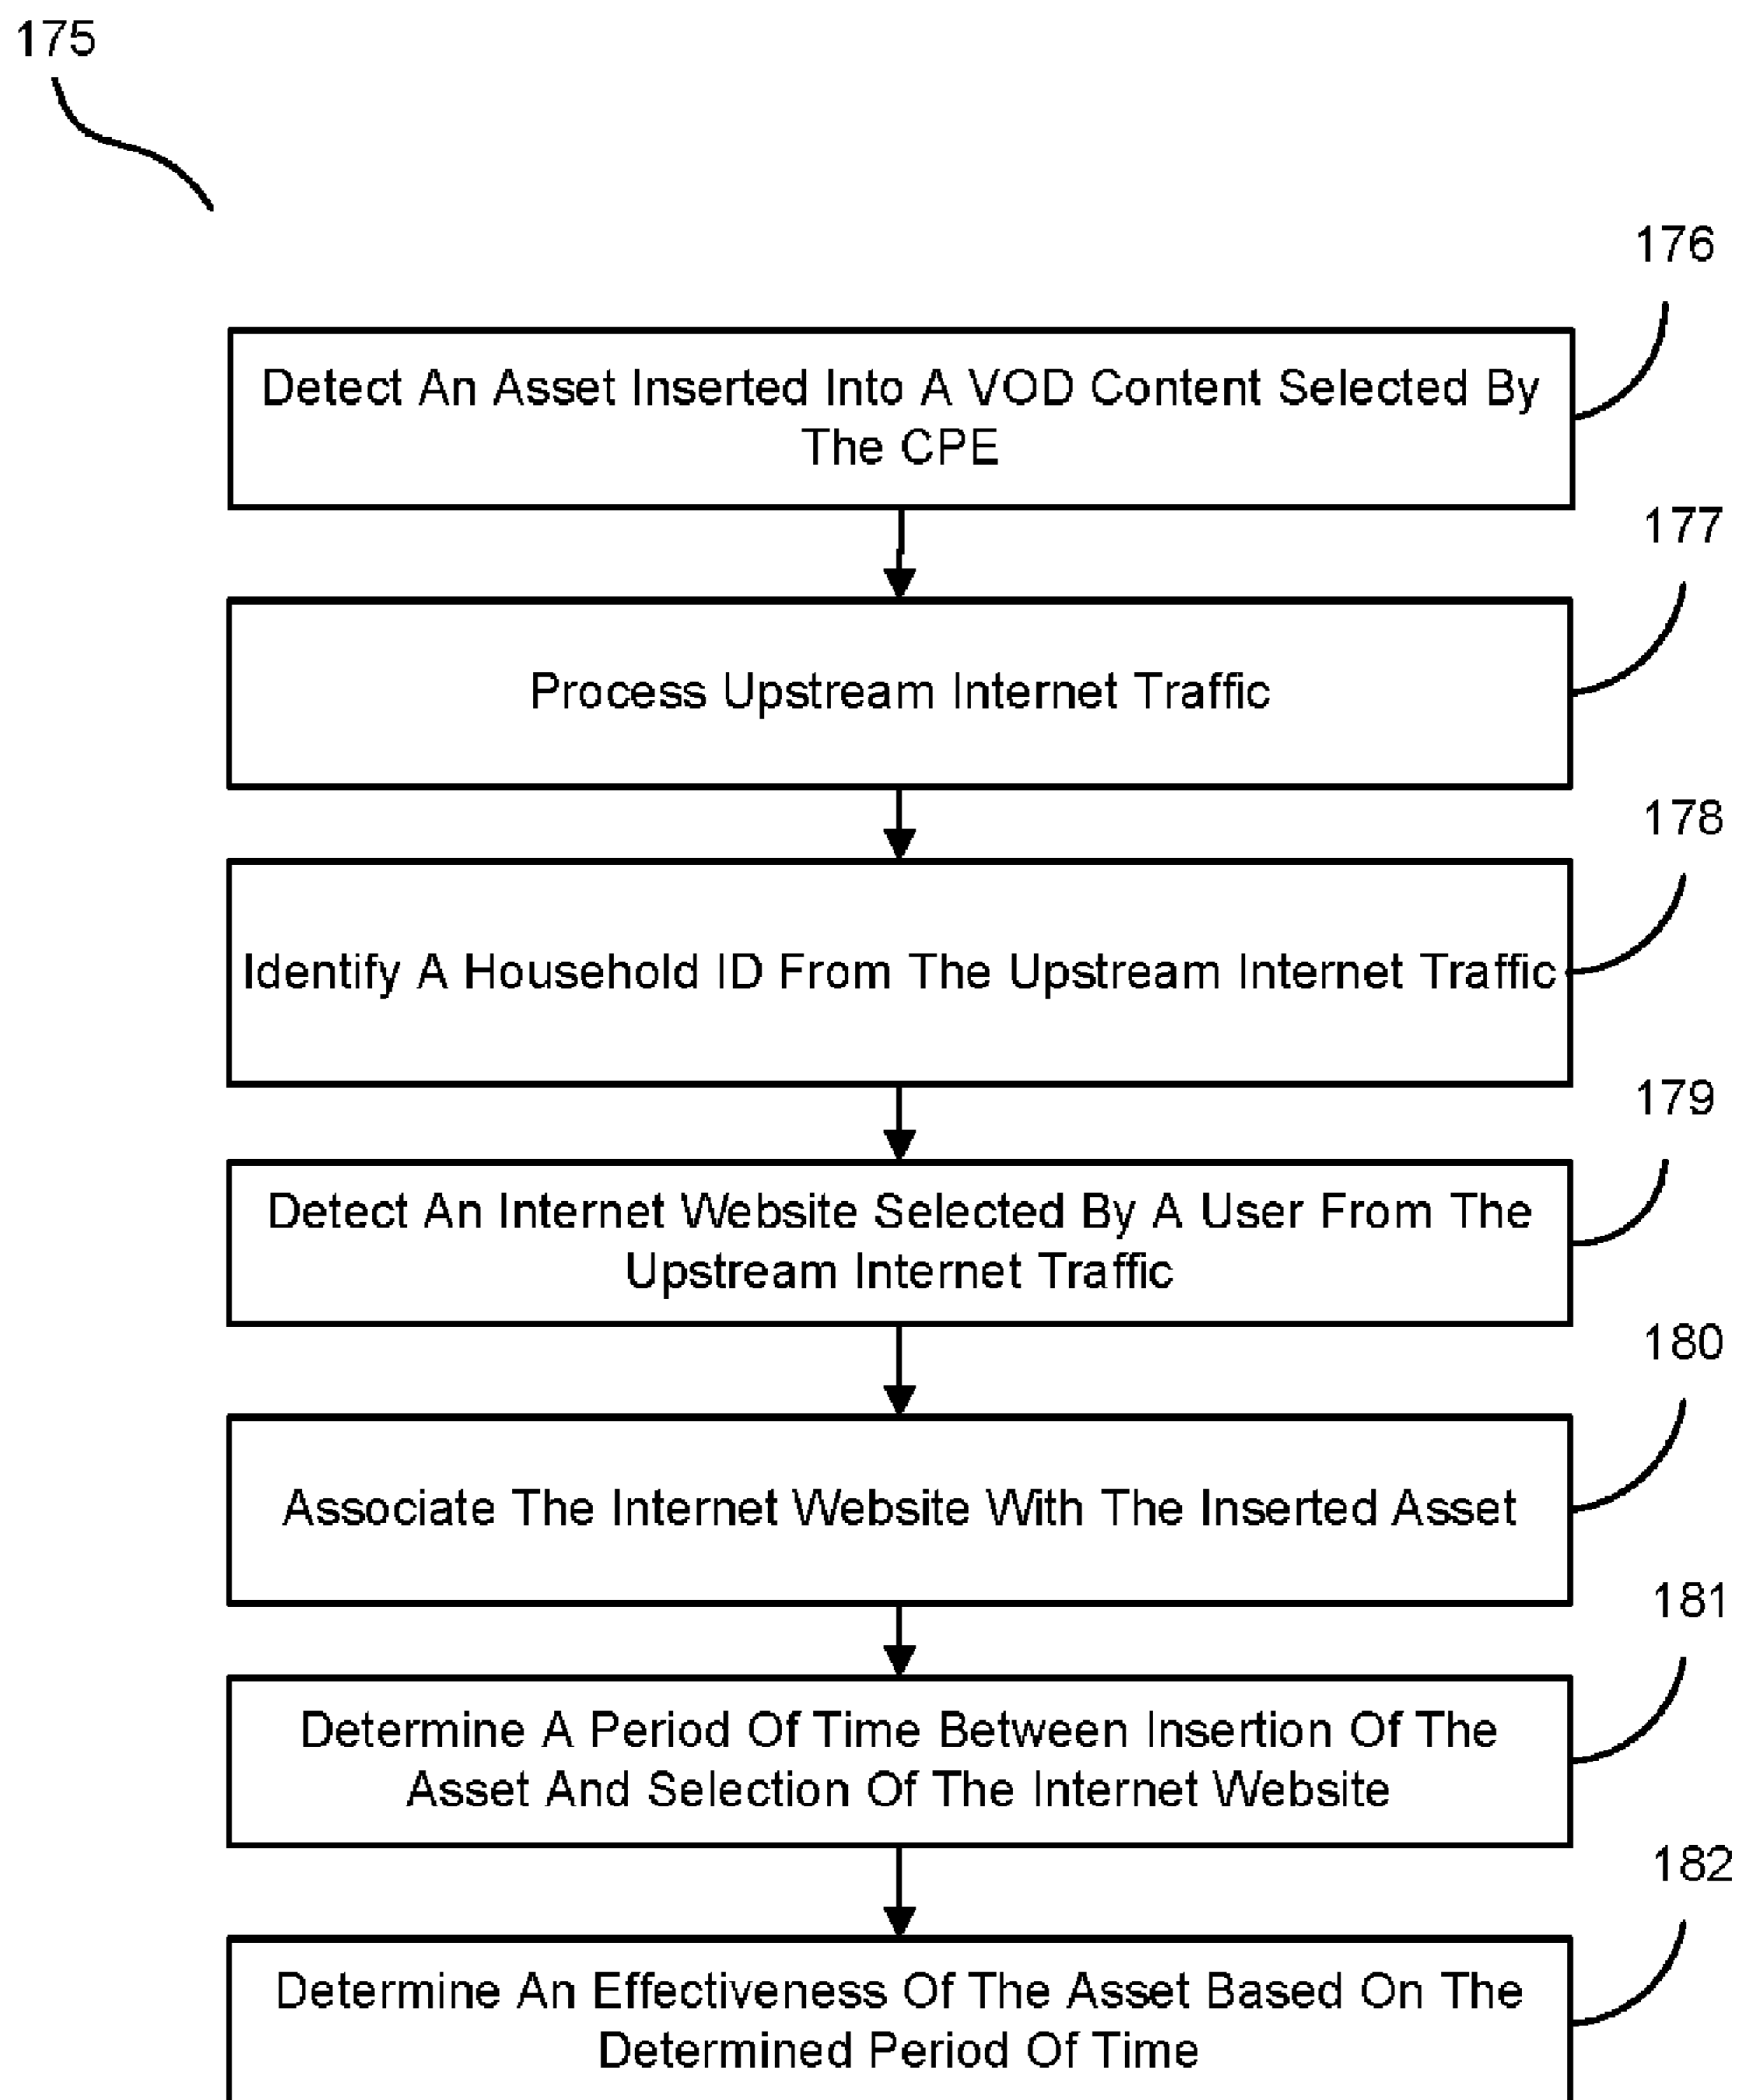 175
176
Detect An Asset Inserted Into A VOD Content Selected By
The CPE
177
Process Upstream Internet Traffic
178
Identify A Household ID From The Upstream Internet Traffic
179
Detect An Internet Website Selected By A User From The
Upstream Internet Traffic
180
Associate The Internet Website With The Inserted Asset
181
Determine A Period Of Time Between Insertion Of The
Asset And Selection Of The Internet Website
182
Determine An Effectiveness Of The Asset Based On The
Determined Period Of Time